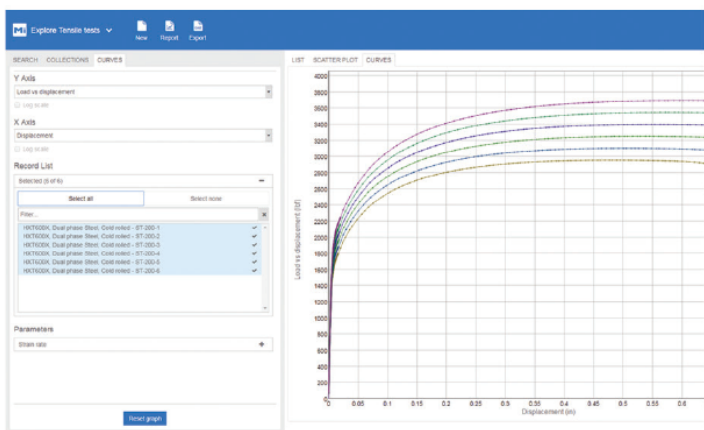 Mi Explore Tensile tests
New Report Export
SEARCH COLLECTIONS CURVES
Y Axis
Load vs displacement
Log scale
X Axis
Displacement
Log scale
Record List
Selected (6 of 6)
Select all Select none
Filter...
HXT600X, Dual phase Steel, Cold rolled - ST-200-1
HXT600X, Dual phase Steel, Cold rolled - ST-200-2
HXT600X, Dual phase Steel, Cold rolled - ST-200-3
HXT600X, Dual phase Steel, Cold rolled - ST-200-4
HXT600X, Dual phase Steel, Cold rolled - ST-200-5
HXT600X, Dual phase Steel, Cold rolled - ST-200-6
Parameters
Strain rate
Reset graph
LIST SCATTER PLOT CURVES
4000
3800
3600
3400
3200
3000
2800
2600
2400
2200
2000
1800
1600
1400
1200
1000
800
600
400
200
0
Load vs displacement (lbf)
0 0.05 0.1 0.15 0.2 0.25 0.3 0.35 0.4 0.45 0.5 0.55 0.6
Displacement (in)